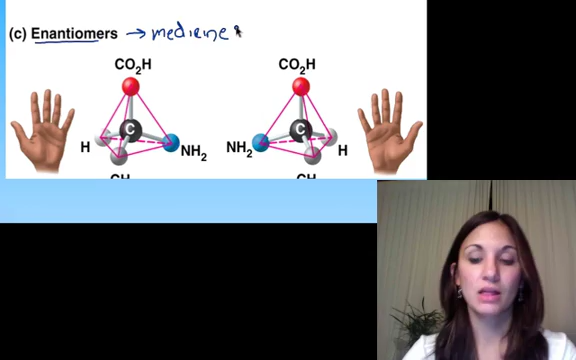 (c) Enantiomers → medicine
CO2H CO2H
C C
H NH2 NH2 H